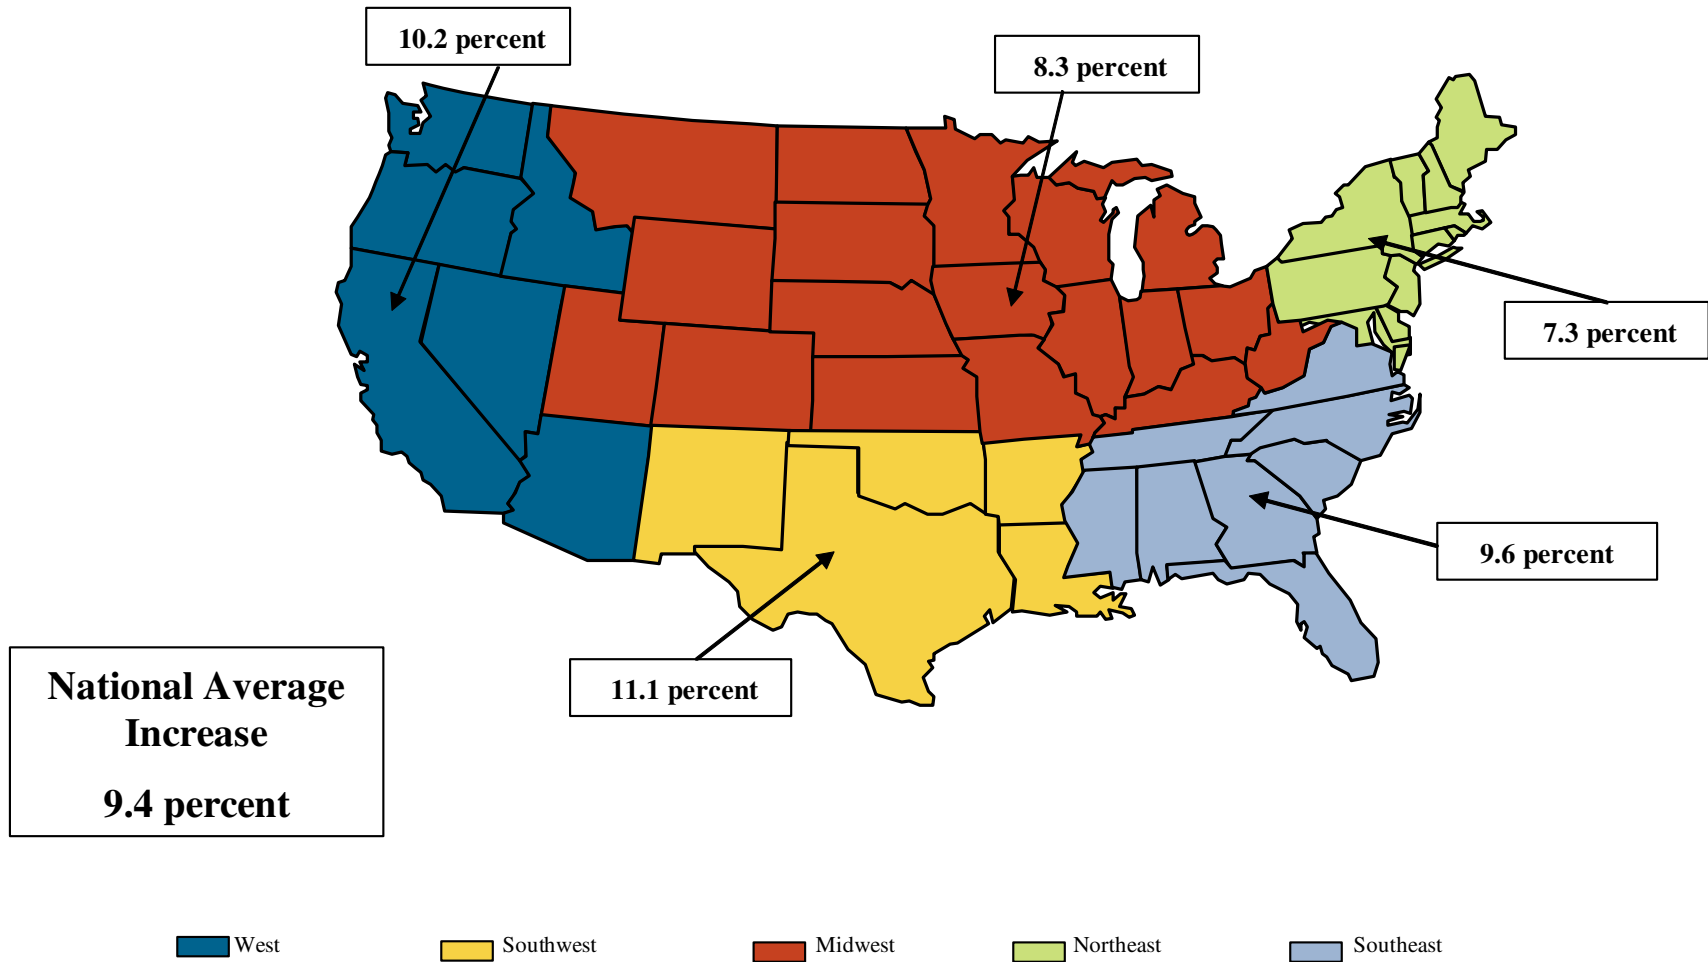 10.2 percent
8.3 percent
7.3 percent
9.6 percent
11.1 percent
National Average
Increase
9.4 percent
West
Southwest
Midwest
Northeast
Southeast